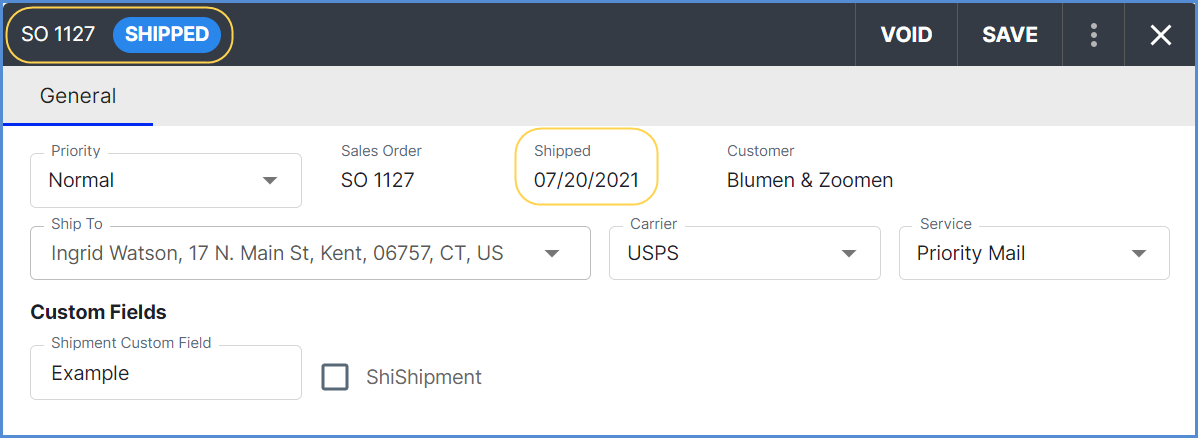 SO 1127 SHIPPED VOID SAVE
General
Priority Sales Order Shipped Customer
Normal SO 1127 07/20/2021 Blumen & Zoomen
Ship To Carrier Service
Ingrid Watson, 17 N. Main St, Kent, 06757, CT, US USPS Priority Mail
Custom Fields
Shipment Custom Field
Example ShiShipment